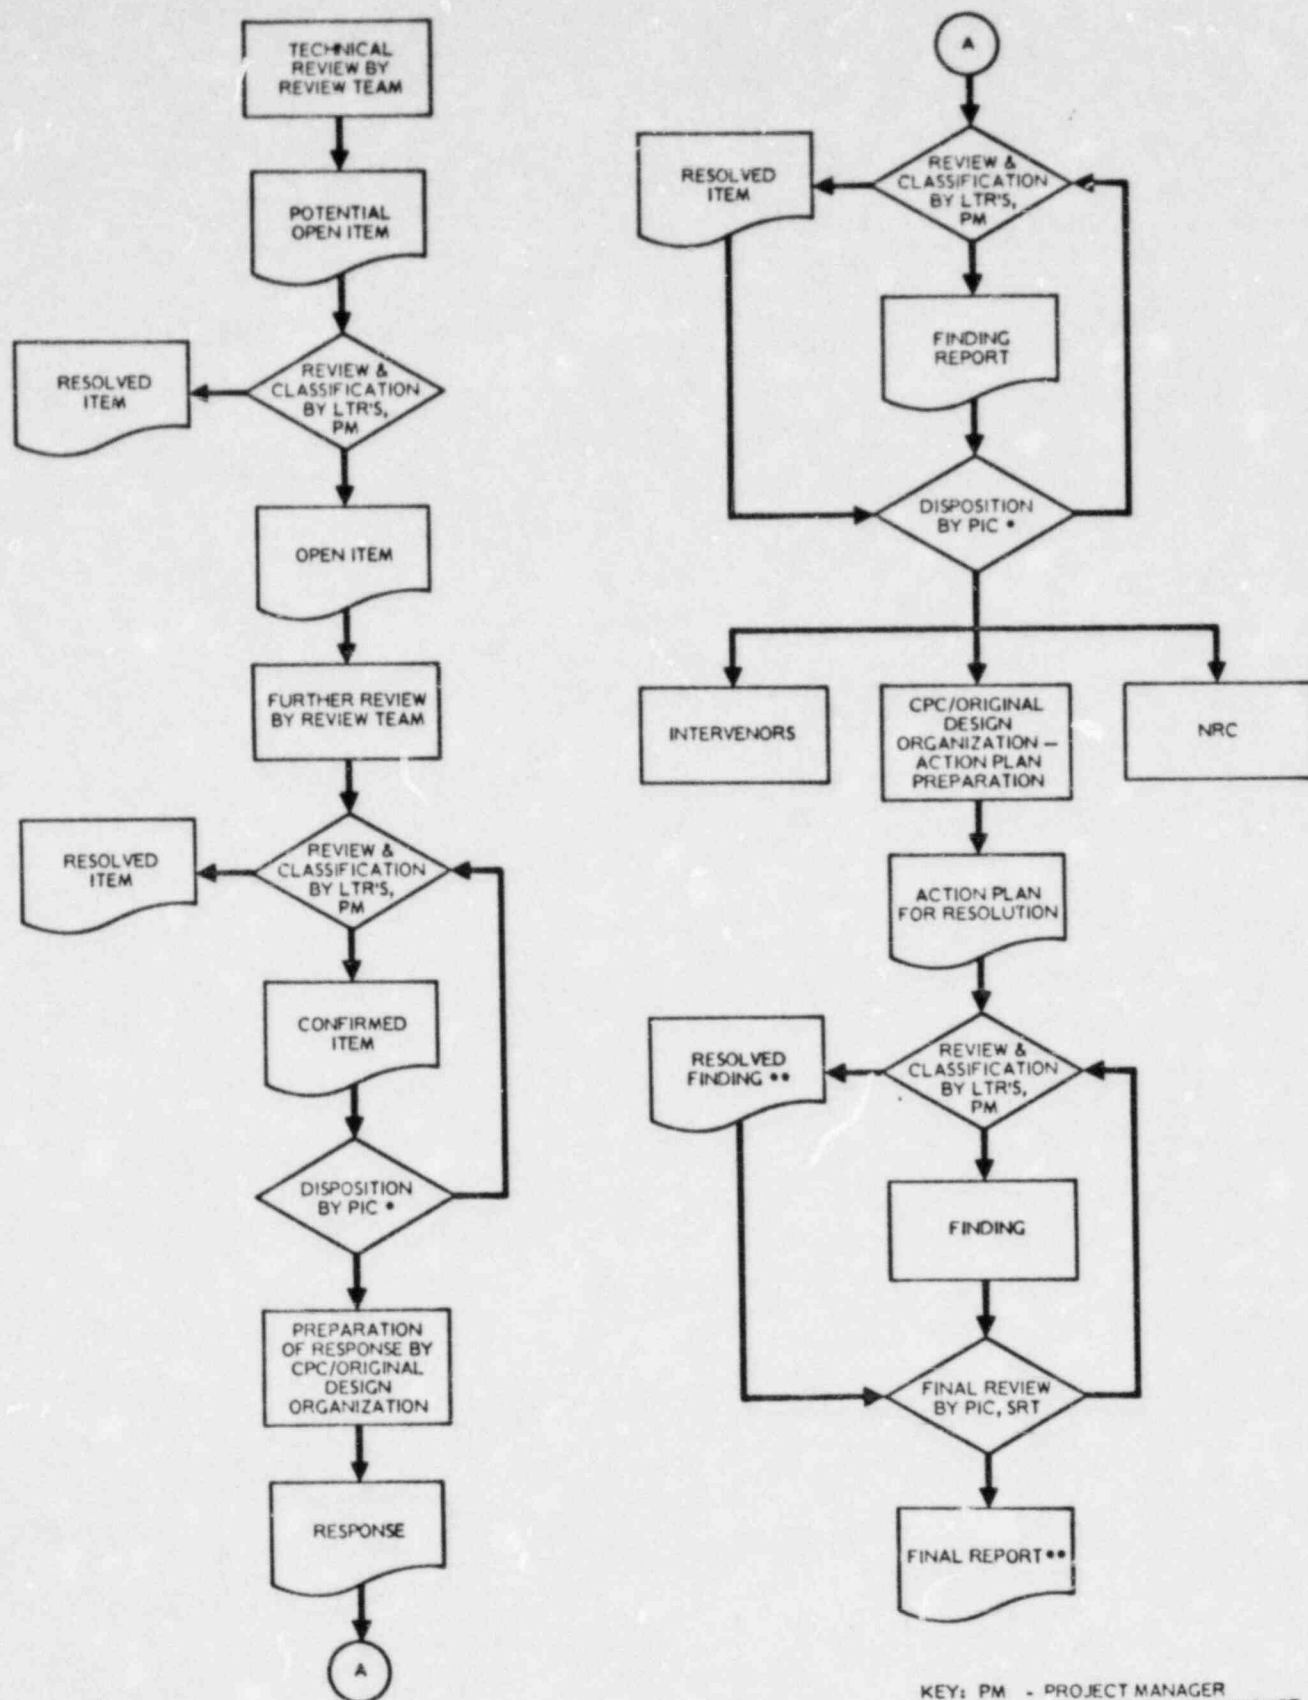 TECHNICAL
REVIEW BY
REVIEW TEAM
POTENTIAL
OPEN ITEM
REVIEW &
CLASSIFICATION
BY LTR'S,
PM
RESOLVED
ITEM
OPEN ITEM
FURTHER REVIEW
BY REVIEW TEAM
REVIEW &
CLASSIFICATION
BY LTR'S,
PM
RESOLVED
ITEM
CONFIRMED
ITEM
DISPOSITION
BY PIC *
PREPARATION
OF RESPONSE BY
CPC/ORIGINAL
DESIGN
ORGANIZATION
RESPONSE
A
A
REVIEW &
CLASSIFICATION
BY LTR'S,
PM
RESOLVED
ITEM
FINDING
REPORT
DISPOSITION
BY PIC *
INTERVENORS
CPC/ORIGINAL
DESIGN
ORGANIZATION —
ACTION PLAN
PREPARATION
NRC
ACTION PLAN
FOR RESOLUTION
REVIEW &
CLASSIFICATION
BY LTR'S,
PM
RESOLVED
FINDING **
FINDING
FINAL REVIEW
BY PIC, SRT
FINAL REPORT **
KEY: PM - PROJECT MANAGER